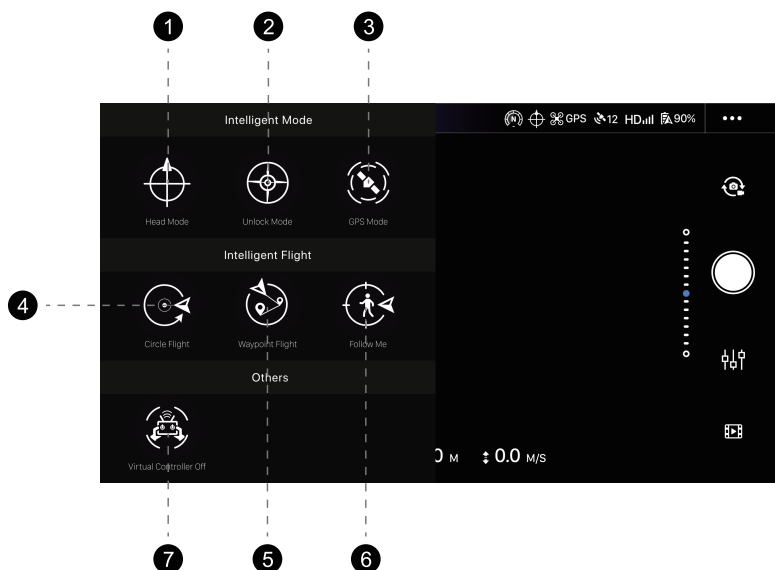 1 2 3
Intelligent Mode
GPS 12 HD 90%
Head Mode Unlock Mode GPS Mode
Intelligent Flight
4
Circle Flight Waypoint Flight Follow Me
Others
Virtual Controller Off
0 M 0.0 M/S
7 5 6